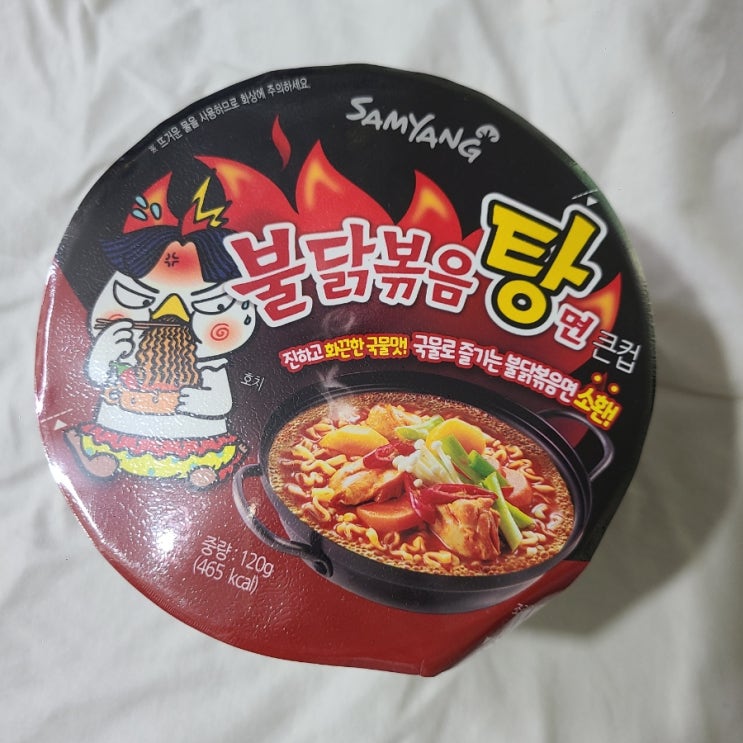 ※ 뜨거운 물을 사용하므로 화상에 주의하세요.
SAMYANG
불닭볶음탕면 큰컵
진하고 화끈한 국물맛! 국물로 즐기는 불닭볶음면 소환!
호치
중량: 120g
(465 kcal)